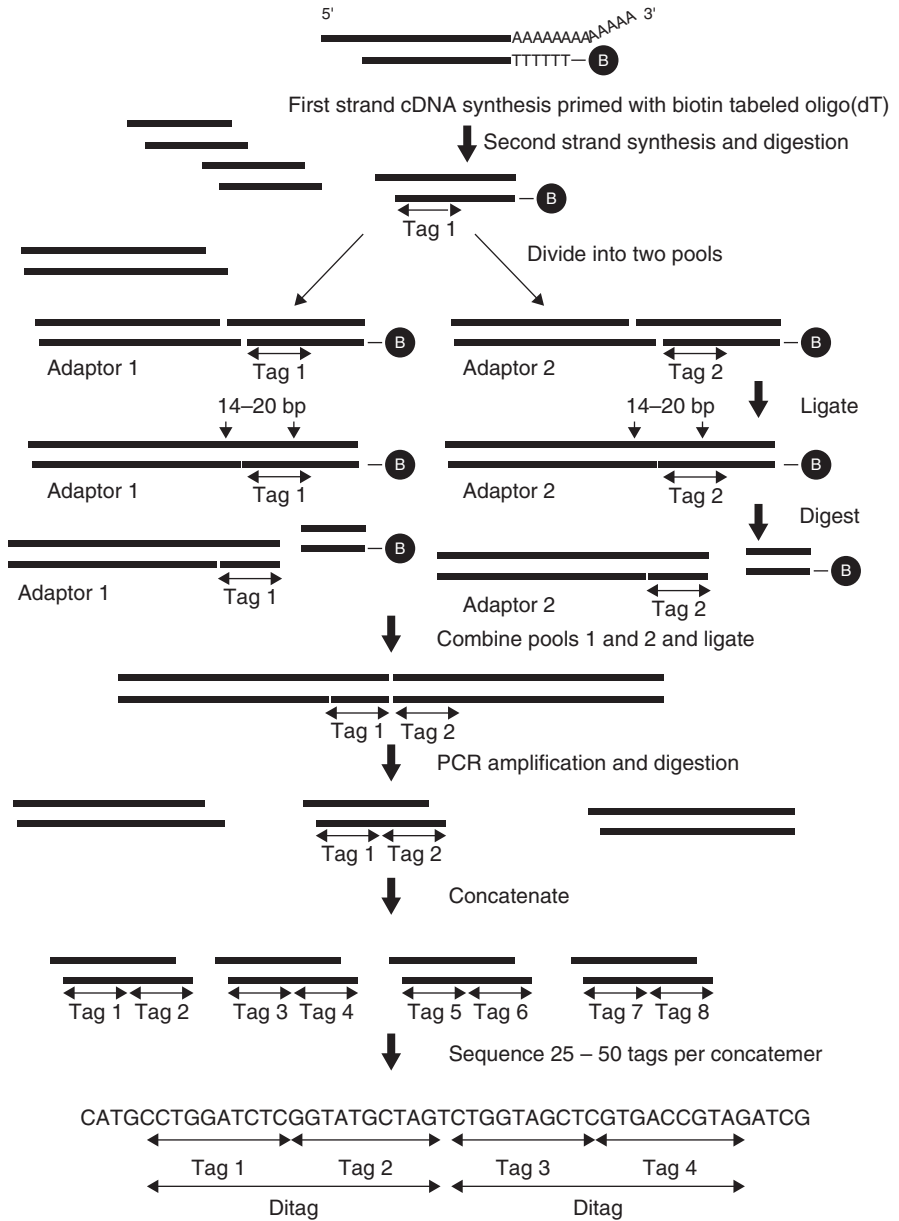 5' 3'
AAAAAAAAAAAAA
TTTTTT B
First strand cDNA synthesis primed with biotin tabeled oligo(dT)
Second strand synthesis and digestion
B
Tag 1
Divide into two pools
B B
Adaptor 1 Tag 1 Adaptor 2 Tag 2
Ligate
14–20 bp 14–20 bp
B B
Adaptor 1 Tag 1 Adaptor 2 Tag 2
Digest
B B
Adaptor 1 Tag 1 Adaptor 2 Tag 2
Combine pools 1 and 2 and ligate
Tag 1 Tag 2
PCR amplification and digestion
Tag 1 Tag 2
Concatenate
Tag 1 Tag 2 Tag 3 Tag 4 Tag 5 Tag 6 Tag 7 Tag 8
Sequence 25 – 50 tags per concatemer
CATGCCTGGATCTCGGTATGCTAGTCTGGTAGCTCGTGACCGTAGATCG
Tag 1 Tag 2 Tag 3 Tag 4
Ditag Ditag